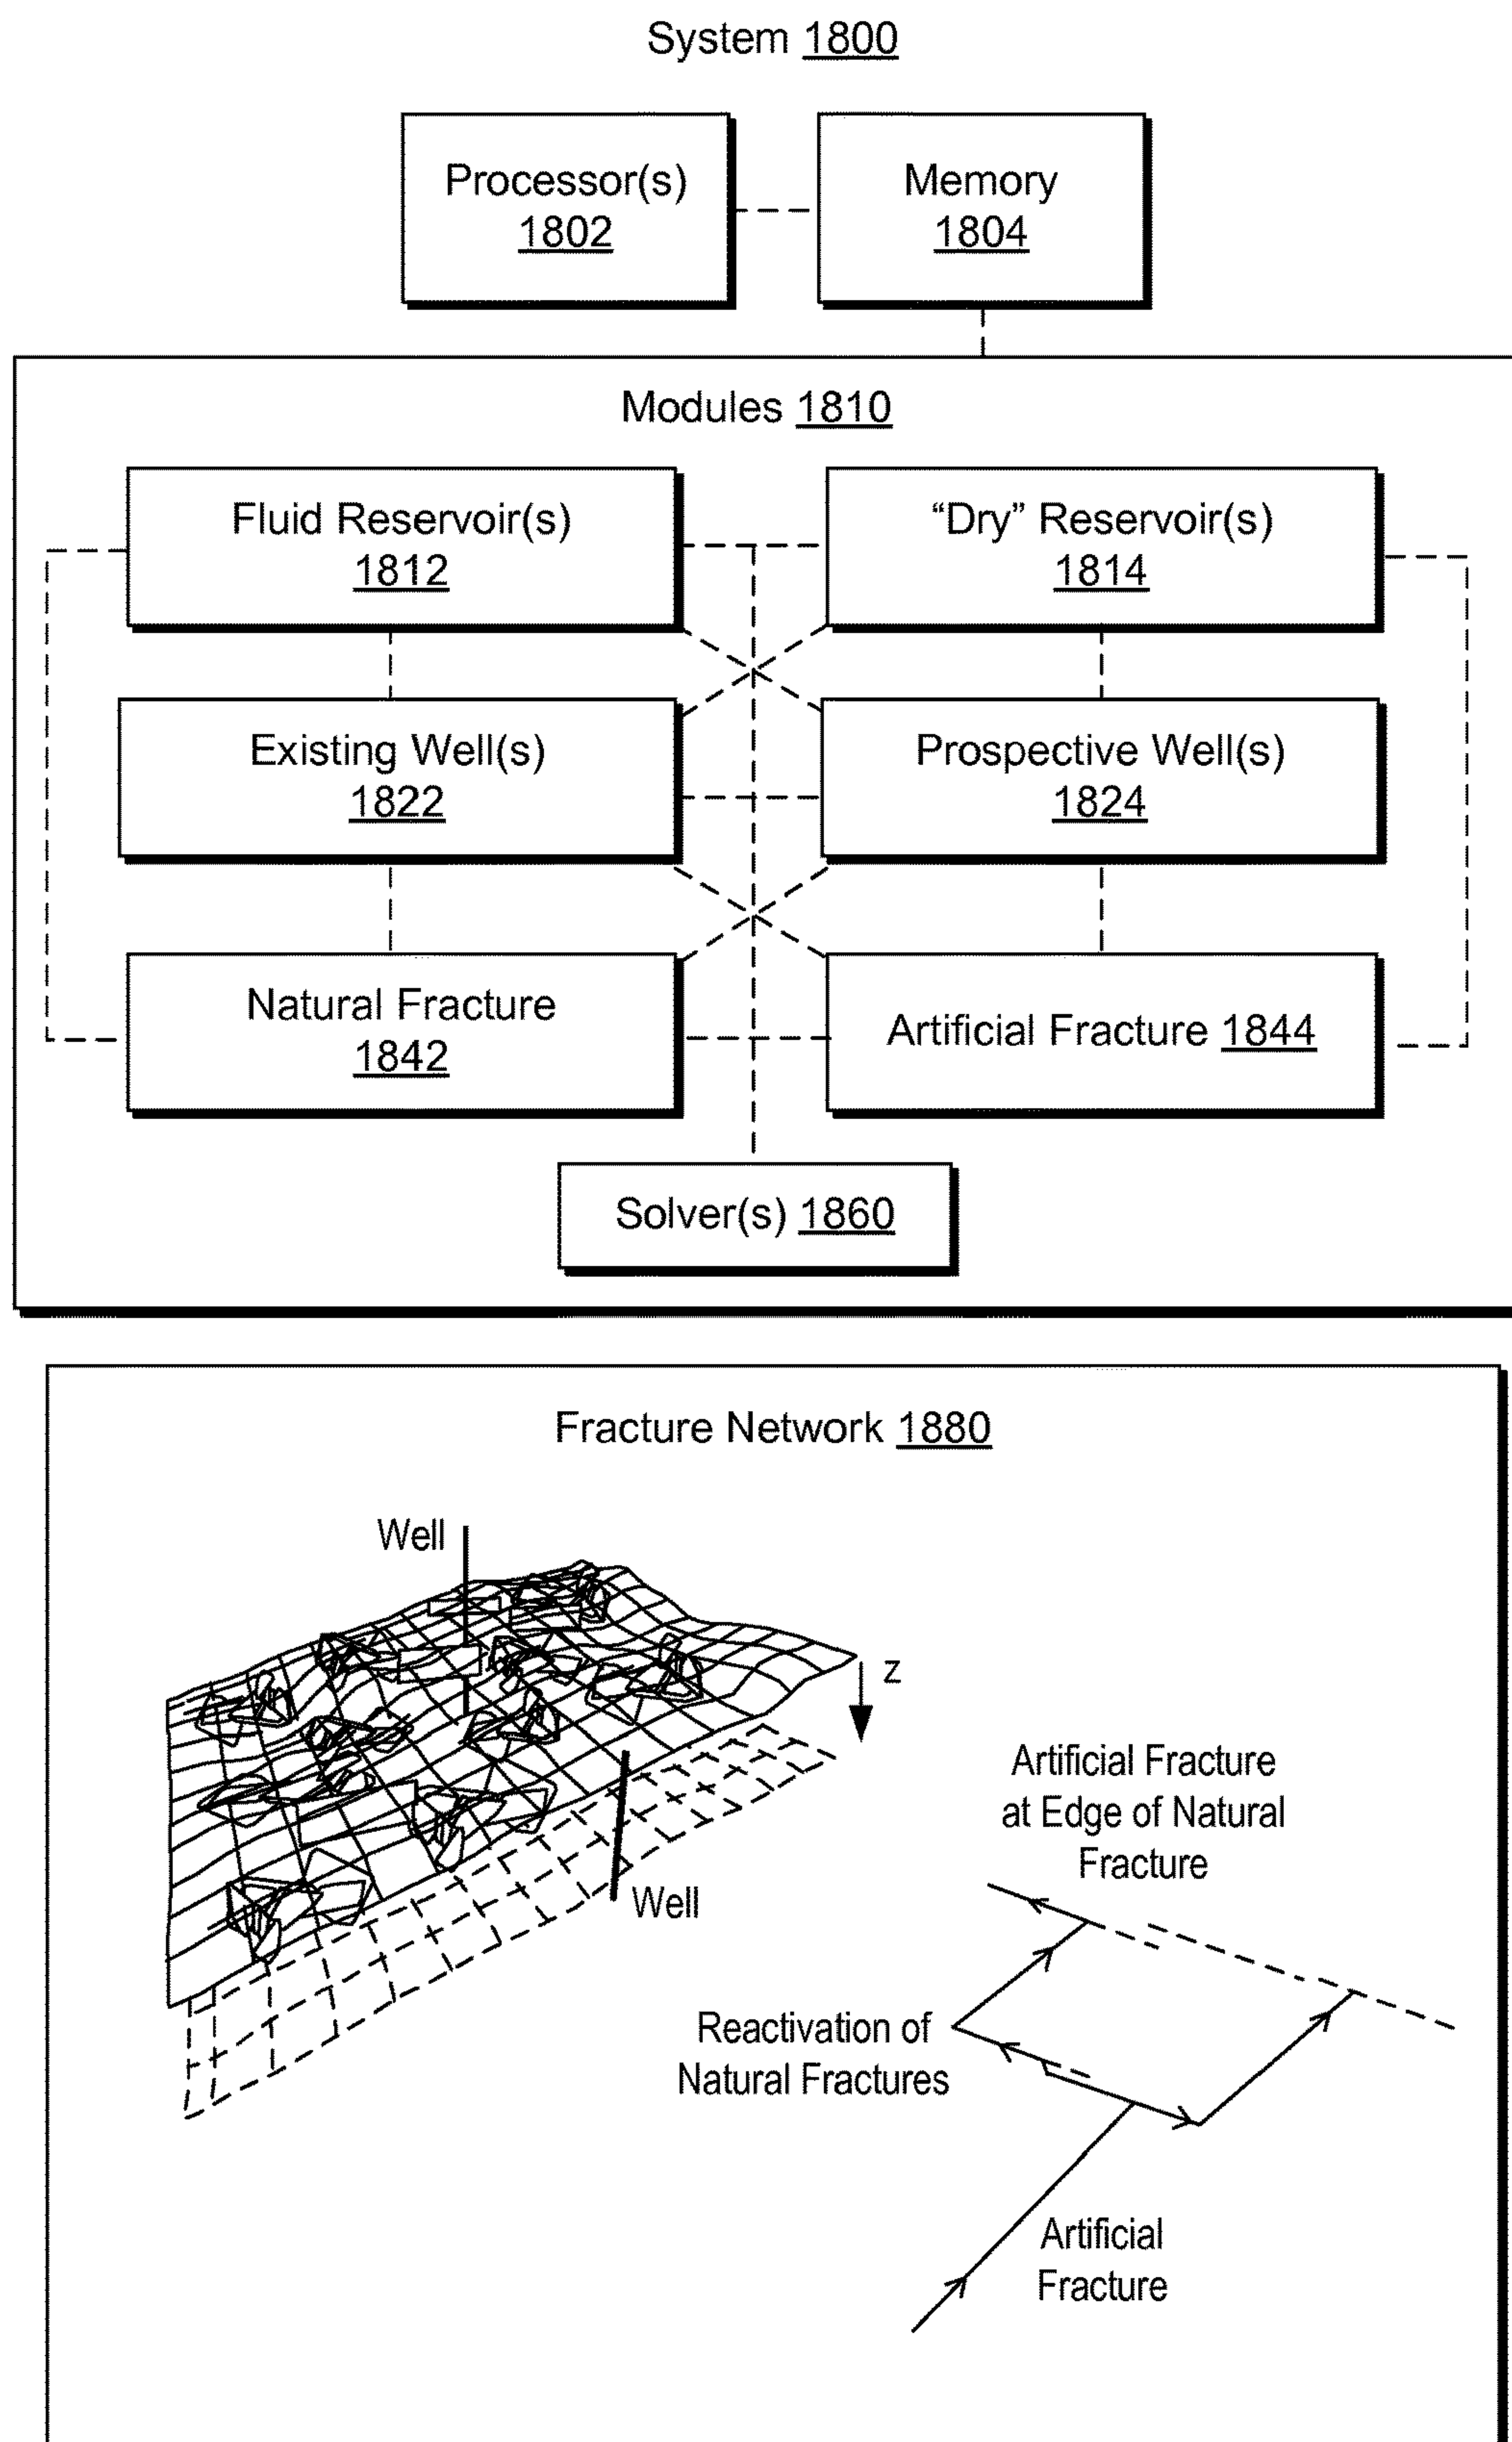 System 1800
Processor(s)
1802
Memory
1804
Modules 1810
Fluid Reservoir(s)
1812
“Dry” Reservoir(s)
1814
Existing Well(s)
1822
Prospective Well(s)
1824
Natural Fracture
1842
Artificial Fracture 1844
Solver(s) 1860
Fracture Network 1880
Well
z
Well
Artificial Fracture
at Edge of Natural
Fracture
Reactivation of
Natural Fractures
Artificial
Fracture